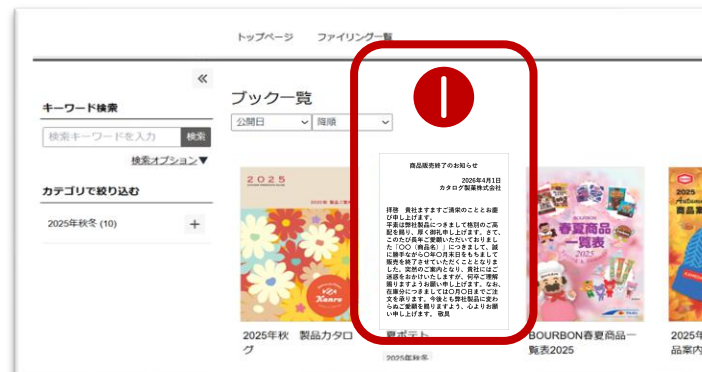 トップページ ファイリング一覧
«
キーワード検索
検索キーワードを入力 検索
検索オプション▼
カテゴリで絞り込む
2025年秋冬 (10) +
ブック一覧
公開日 降順
2025
Kanro
2025年秋 製品カタログ
商品販売終了のお知らせ
2026年4月1日
カタログ製菓株式会社
拝啓 貴社ますますご清栄のこととお慶
び申し上げます。
平素は弊社製品につきまして格別のご高
配を賜り、厚く御礼申し上げます。さて、
このたび長年ご愛顧いただいておりまし
た「〇〇（商品名）」につきまして、誠
に勝手ながら〇年〇月末日をもちまして
販売を終了させていただくこととなりま
した。突然のご案内となり、貴社にはご
迷惑をおかけいたしますが、何卒ご理解
賜りますようお願い申し上げます。なお、
在庫分につきましては〇月〇日までご注
文を承ります。今後とも弊社製品に変わ
らぬご愛顧を賜りますよう、心よりお願
い申し上げます。敬具
夏ポテト
2025年秋冬
BOURBON
春夏商品
一覧表
2025
BOURBON春夏商品一
覧表2025
2025
Autumn
商品案
2025年
品案内